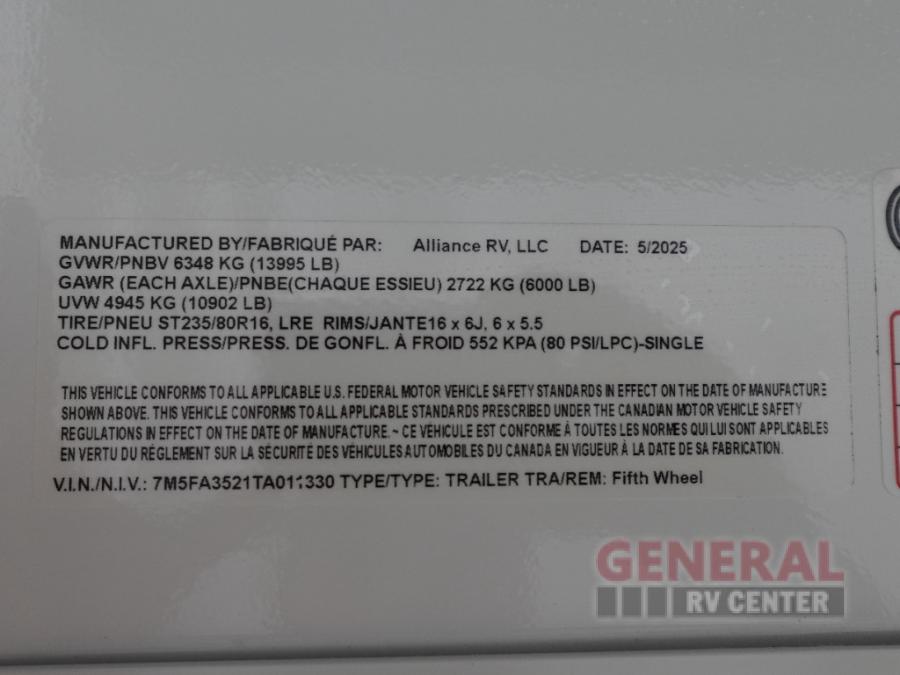 MANUFACTURED BY/FABRIQUÉ PAR: Alliance RV, LLC DATE: 5/2025
GVWR/PNBV 6348 KG (13995 LB)
GAWR (EACH AXLE)/PNBE(CHAQUE ESSIEU) 2722 KG (6000 LB)
UVW 4945 KG (10902 LB)
TIRE/PNEU ST235/80R16, LRE RIMS/JANTE16 x 6J, 6 x 5.5
COLD INFL. PRESS/PRESS. DE GONFL. À FROID 552 KPA (80 PSI/LPC)-SINGLE
THIS VEHICLE CONFORMS TO ALL APPLICABLE U.S. FEDERAL MOTOR VEHICLE SAFETY STANDARDS IN EFFECT ON THE DATE OF MANUFACTURE
SHOWN ABOVE. THIS VEHICLE CONFORMS TO ALL APPLICABLE STANDARDS PRESCRIBED UNDER THE CANADIAN MOTOR VEHICLE SAFETY
REGULATIONS IN EFFECT ON THE DATE OF MANUFACTURE. ~ CE VÉHICULE EST CONFORME À TOUTES LES NORMES QUI LUI SONT APPLICABLES
EN VERTU DU RÉGLEMENT SUR LA SÉCURITÉ DES VÉHICULES AUTOMOBILES DU CANADA EN VIGUEUR À LA DATE DE SA FABRICATION.
V.I.N./N.I.V.: TYPE/TYPE: TRAILER TRA/REM: Fifth Wheel
GENERAL
RV CENTER